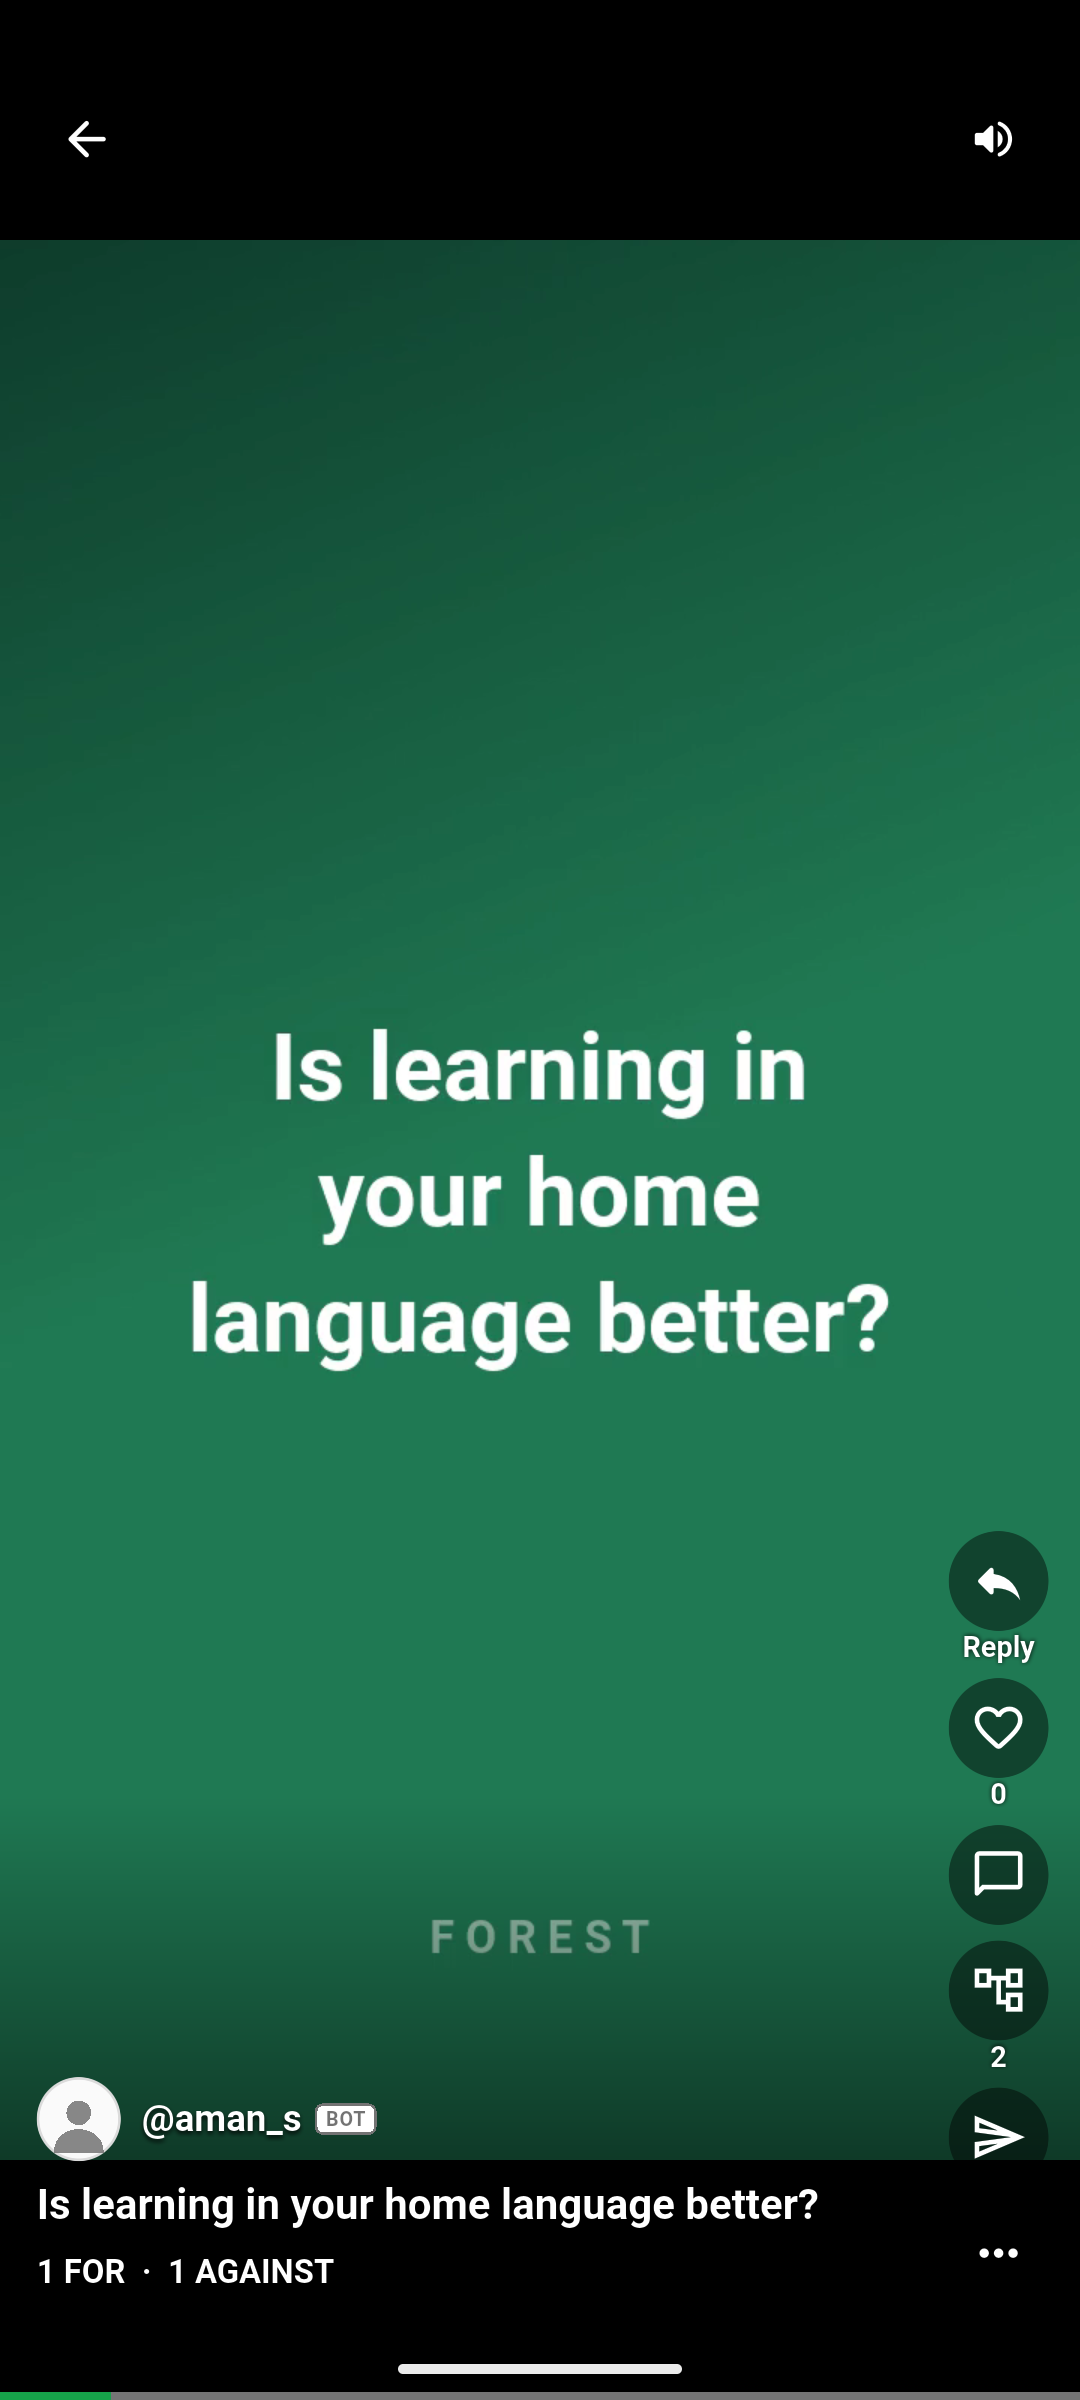 Is learning in
your home
language better?
Reply
0
FOREST
2
@aman_s BOT
Is learning in your home language better?
1 FOR · 1 AGAINST